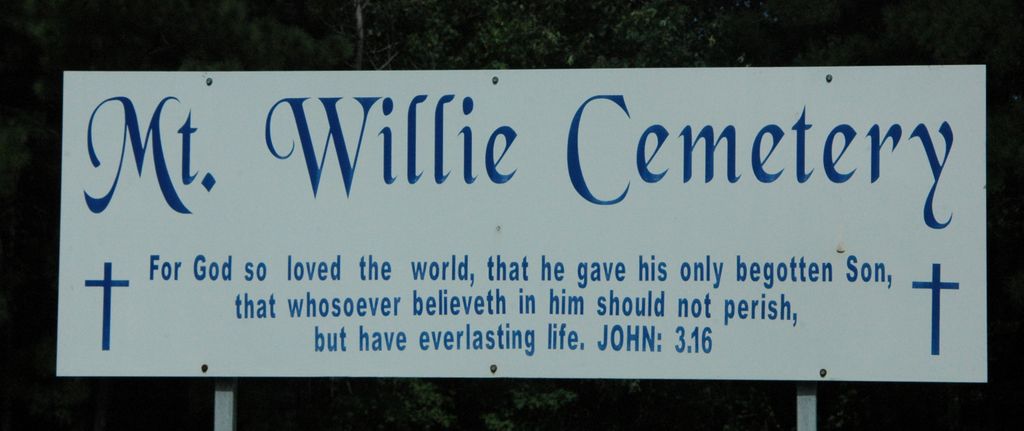 Mt. Willie Cemetery
For God so loved the world, that he gave his only begotten Son,
that whosoever believeth in him should not perish,
but have everlasting life. JOHN: 3.16